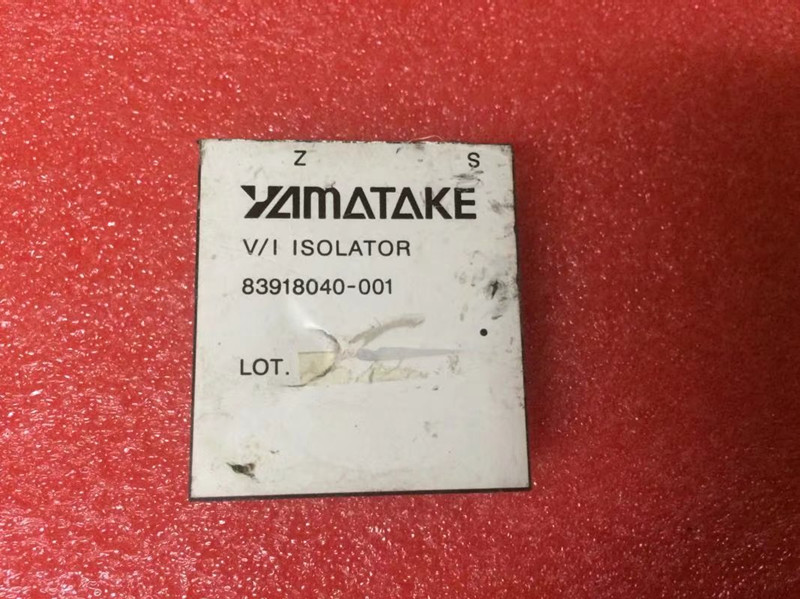 Z S
YAMATAKE
V/I ISOLATOR
83918040-001
LOT.